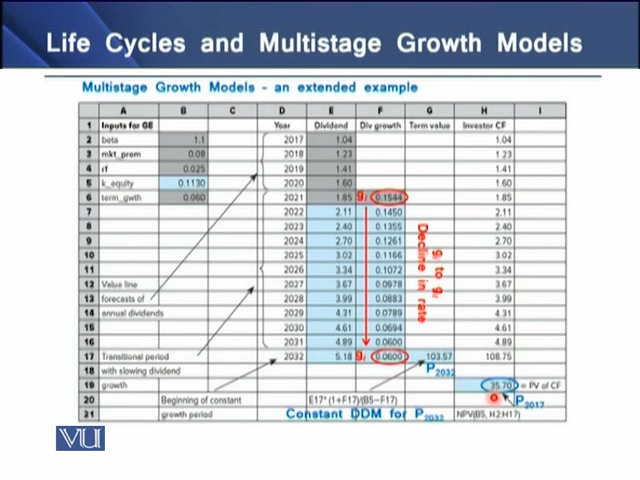 Life Cycles and Multistage Growth Models
Multistage Growth Models - an extended example
A B C D E F G H I
1 Inputs for GE Year Dividend Div growth Term value Investor CF
2 beta 1.1 2017 1.04 1.04
3 mkt_prem 0.08 2018 1.23 1.23
4 rf 0.025 2019 1.41 1.41
5 k_equity 0.1130 2020 1.60 1.60
6 term_gwth 0.060 2021 1.85 0.1544 1.85
7 2022 2.11 0.1450 2.11
8 2023 2.40 0.1355 2.40
9 2024 2.70 0.1261 2.70
10 2025 3.02 0.1166 3.02
11 2026 3.34 0.1072 3.34
12 Value line 2027 3.67 0.0978 3.67
13 forecasts of 2028 3.99 0.0883 3.99
14 annual dividends 2029 4.31 0.0789 4.31
15 2030 4.61 0.0694 4.61
16 2031 4.89 0.0600 4.89
17 Transitional period 2032 5.18 0.0600 103.57 108.75
Decline in rate
P2032
18 with slowing dividend
19 growth 35.70 = PV of CF
20 Beginning of constant E17*(1+F17)/(B5-F17) P2017
21 growth period Constant DDM for P2032 NPV(B5, H2:H17)
VU